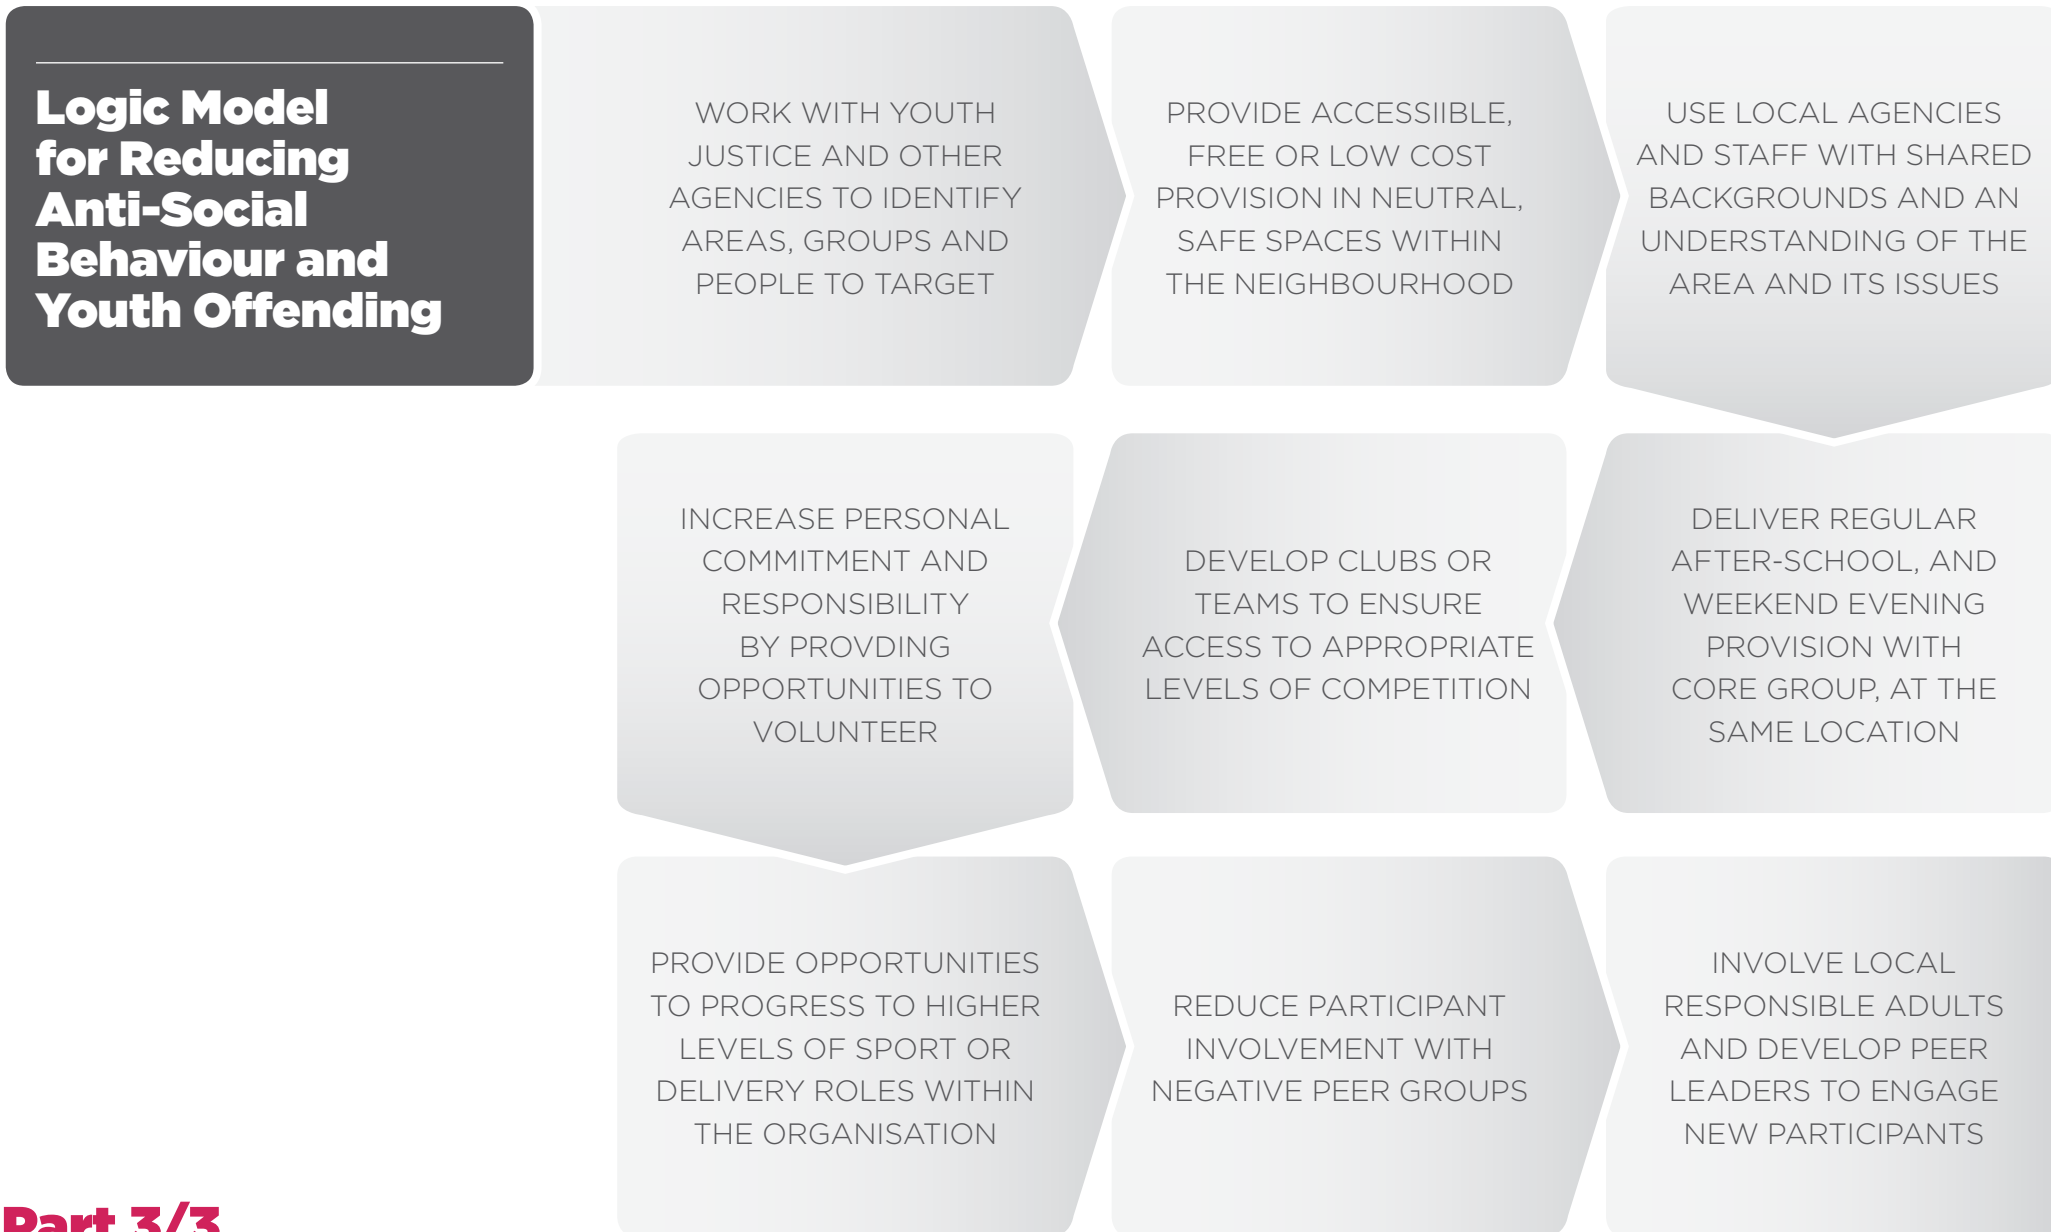 Logic Model
for Reducing
Anti-Social
Behaviour and
Youth Offending
WORK WITH YOUTH
JUSTICE AND OTHER
AGENCIES TO IDENTIFY
AREAS, GROUPS AND
PEOPLE TO TARGET
PROVIDE ACCESSIIBLE,
FREE OR LOW COST
PROVISION IN NEUTRAL,
SAFE SPACES WITHIN
THE NEIGHBOURHOOD
USE LOCAL AGENCIES
AND STAFF WITH SHARED
BACKGROUNDS AND AN
UNDERSTANDING OF THE
AREA AND ITS ISSUES
DELIVER REGULAR
AFTER-SCHOOL, AND
WEEKEND EVENING
PROVISION WITH
CORE GROUP, AT THE
SAME LOCATION
DEVELOP CLUBS OR
TEAMS TO ENSURE
ACCESS TO APPROPRIATE
LEVELS OF COMPETITION
INCREASE PERSONAL
COMMITMENT AND
RESPONSIBILITY
BY PROVDING
OPPORTUNITIES TO
VOLUNTEER
PROVIDE OPPORTUNITIES
TO PROGRESS TO HIGHER
LEVELS OF SPORT OR
DELIVERY ROLES WITHIN
THE ORGANISATION
REDUCE PARTICIPANT
INVOLVEMENT WITH
NEGATIVE PEER GROUPS
INVOLVE LOCAL
RESPONSIBLE ADULTS
AND DEVELOP PEER
LEADERS TO ENGAGE
NEW PARTICIPANTS
Part 3/3